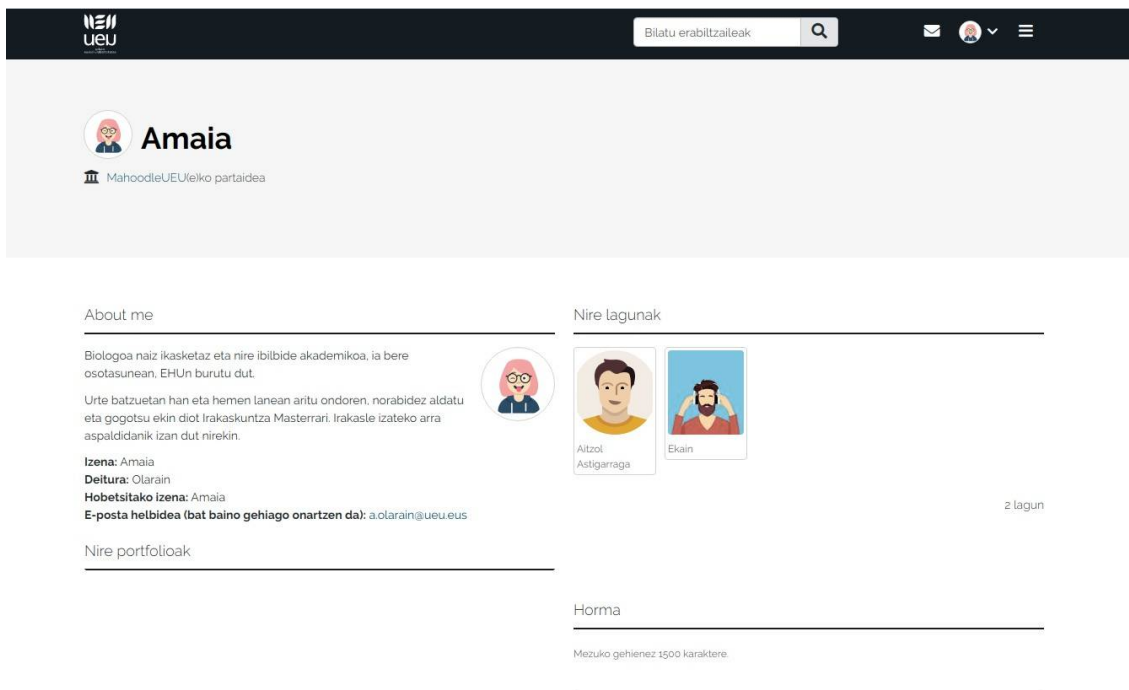 ueu
Bilatu erabiltzaileak
Amaia
MahoodleUEU(e)ko partaidea
About me
Biologoa naiz ikasketaz eta nire ibilbide akademikoa, ia bere
osotasunean, EHUn burutu dut.
Urte batzuetan han eta hemen lanean aritu ondoren, norabidez aldatu
eta gogotsu ekin diot Irakaskuntza Masterrari. Irakasle izateko arra
aspaldidanik izan dut nirekin.
Izena: Amaia
Deitura: Olarain
Hobetsitako izena: Amaia
E-posta helbidea (bat baino gehiago onartzen da): a.olarain@ueu.eus
Nire portfolioak
Nire lagunak
Aitzol
Astigarraga
Ekain
2 lagun
Horma
Mezuko gehienez 1500 karaktere.